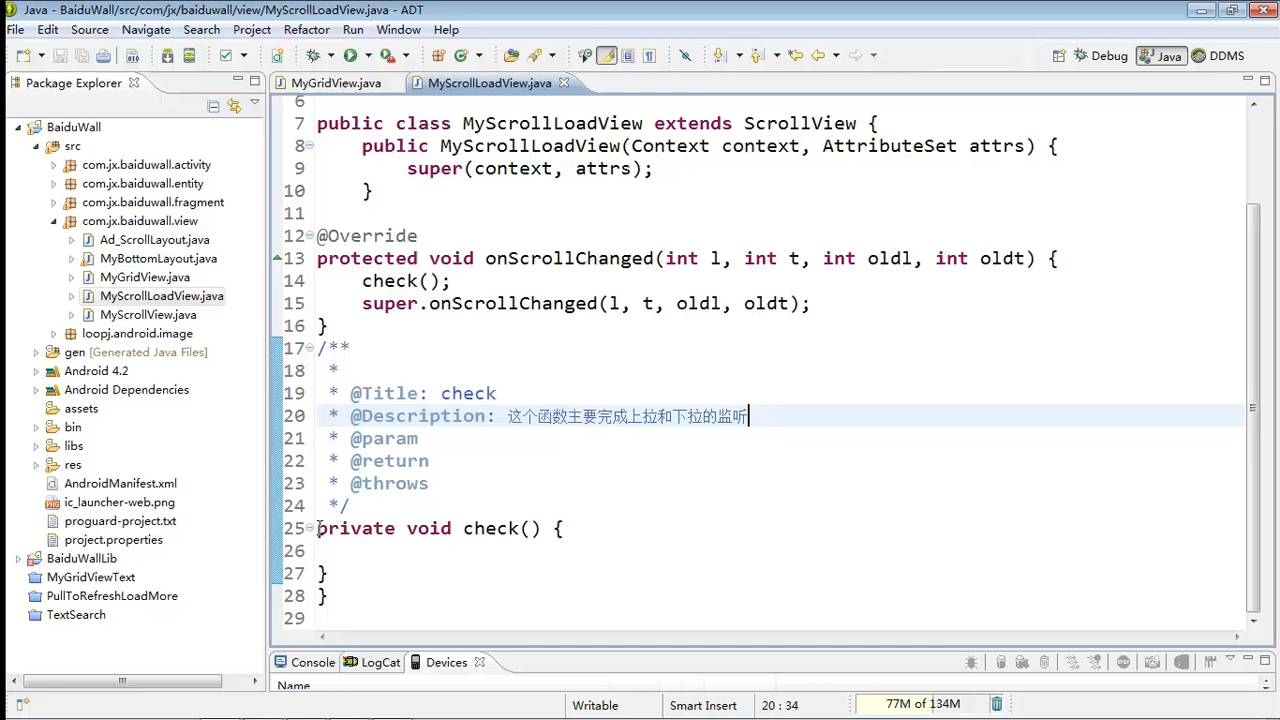 Java - BaiduWall/src/com/jx/baiduwall/view/MyScrollLoadView.java - ADT
File Edit Source Navigate Search Project Refactor Run Window Help
Debug Java DDMS
Package Explorer
MyGridView.java MyScrollLoadView.java
BaiduWall
src
com.jx.baiduwall.activity
com.jx.baiduwall.entity
com.jx.baiduwall.fragment
com.jx.baiduwall.view
Ad_ScrollLayout.java
MyBottomLayout.java
MyGridView.java
MyScrollLoadView.java
MyScrollView.java
loopj.android.image
gen [Generated Java Files]
Android 4.2
Android Dependencies
assets
bin
libs
res
AndroidManifest.xml
ic_launcher-web.png
proguard-project.txt
project.properties
BaiduWallLib
MyGridViewText
PullToRefreshLoadMore
TextSearch
6
7 public class MyScrollLoadView extends ScrollView {
8 public MyScrollLoadView(Context context, AttributeSet attrs) {
9 super(context, attrs);
10 }
11
12 @Override
13 protected void onScrollChanged(int l, int t, int oldl, int oldt) {
14 check();
15 super.onScrollChanged(l, t, oldl, oldt);
16 }
17 /**
18 *
19 * @Title: check
20 * @Description: 这个函数主要完成上拉和下拉的监听
21 * @param
22 * @return
23 * @throws
24 */
25 private void check() {
26
27 }
28 }
29
Console LogCat Devices
Name
Writable Smart Insert 20 : 34 77M of 134M